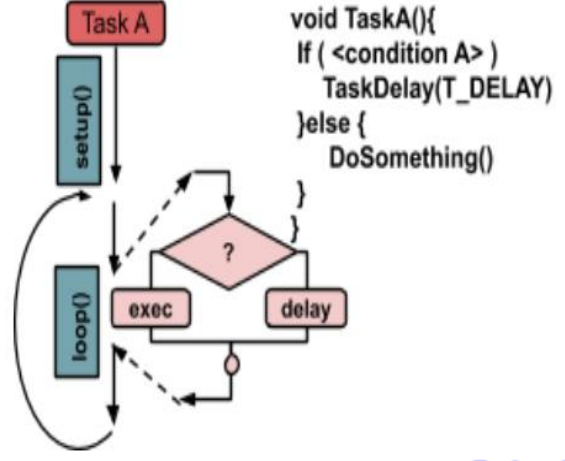 Task A
setup()
loop()
?
exec
delay
void TaskA(){
If ( <condition A> )
TaskDelay(T_DELAY)
}else {
DoSomething()
}
}